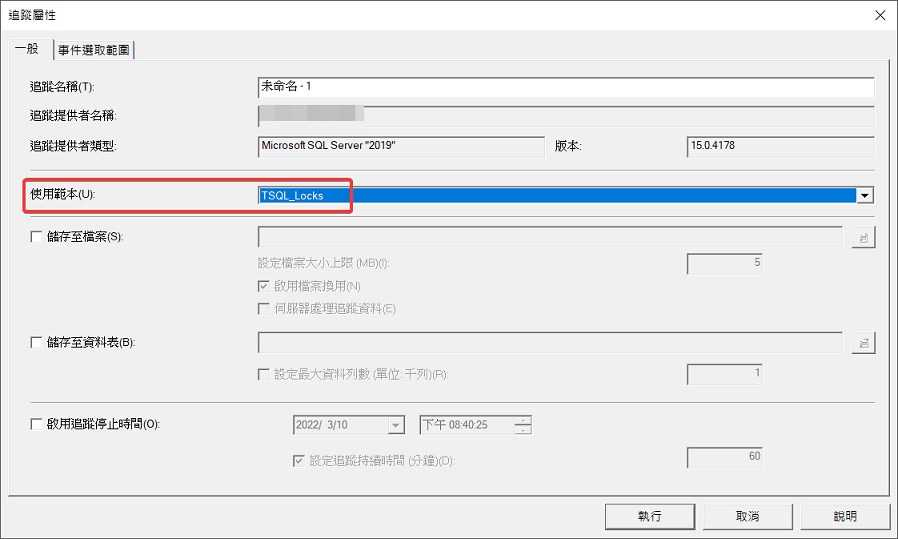 追蹤屬性
一般 事件選取範圍
追蹤名稱(T): 未命名 - 1
追蹤提供者名稱:
追蹤提供者類型: Microsoft SQL Server "2019" 版本: 15.0.4178
使用範本(U): TSQL_Locks
儲存至檔案(S):
設定檔案大小上限 (MB)(I): 5
啟用檔案換用(N)
伺服器處理追蹤資料(E)
儲存至資料表(B):
設定最大資料列數 (單位: 千列)(R): 1
啟用追蹤停止時間(O): 2022/ 3/10 下午 08:40:25
設定追蹤持續時間 (分鐘)(D): 60
執行 取消 說明